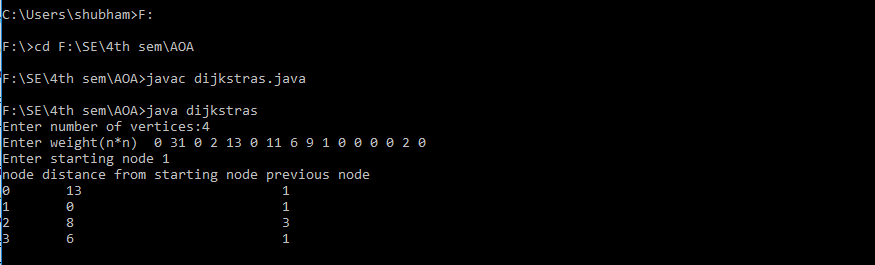 C:\Users\shubham>F:
F:\>cd F:\SE\4th sem\AOA
F:\SE\4th sem\AOA>javac dijkstras.java
F:\SE\4th sem\AOA>java dijkstras
Enter number of vertices:4
Enter weight(n*n)  0 31 0 2 13 0 11 6 9 1 0 0 0 0 2 0
Enter starting node 1
node distance from starting node previous node
0       13                         1
1       0                          1
2       8                          3
3       6                          1